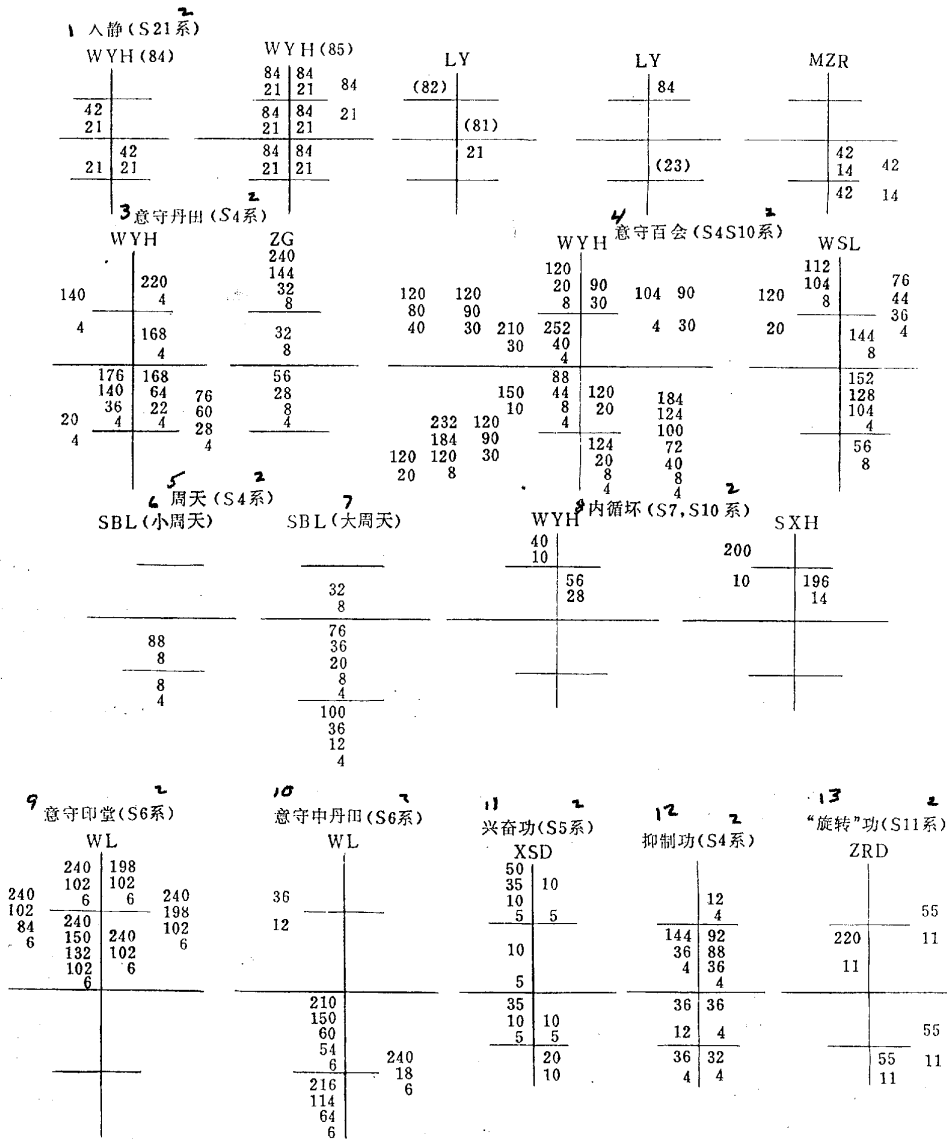 1 入静(S21系) 2
WYH(84) WYH(85) LY LY MZR
84 84
21 21 84 (82) 84
42 84 84 21
21 21 21 (81)
42 84 84 21 42
21 21 21 21 (23) 14 42
42 14
3 意守丹田(S4系) 2
4 意守百会(S4S10系) 2
WYH ZG WYH WSL
240
144
220 32
140 4 8
4 168 32
4 8
176 168 56
140 64 76 28
36 22 60 8
20 4 4 28 4
4 4
120
20 90 104 90
120 120 8 30
80 90
40 30 210 252 4 30
30 40
4
88
150 44 120 184
10 8 20 124
232 120 4 100
184 90 124 72
120 120 30 20 40
20 8 8 8
4 4
112
104 76
120 8 44
36
20 144 4
8
152
128
104
4
56
8
5 周天(S4系) 2
6 7
SBL(小周天) SBL(大周天)
8 内循坏(S7,S10系) 2
WYH SXH
32
8
88 76
8 36
8 20
4 8
4
100
36
12
4
40
10
56
28
200
10 196
14
9 意守印堂(S6系) 2
WL
240 198
102 102
240 6 6 240
102 240 198
84 150 240 102
6 132 102 6
102 6
6
10 意守中丹田(S6系) 2
WL
36
12
210
150
60
54 240
6 18
216 6
114
64
6
11 兴奋功(S5系) 2
XSD
50
35 10
10
5 5
10
5
35
10 10
5 5
20
10
12 抑制功(S4系) 2
12
4
144 92
36 88
4 36
4
36 36
12 4
36 32
4 4
13 “旋转”功(S11系) 2
ZRD
55
220 11
11
55
55 11
11